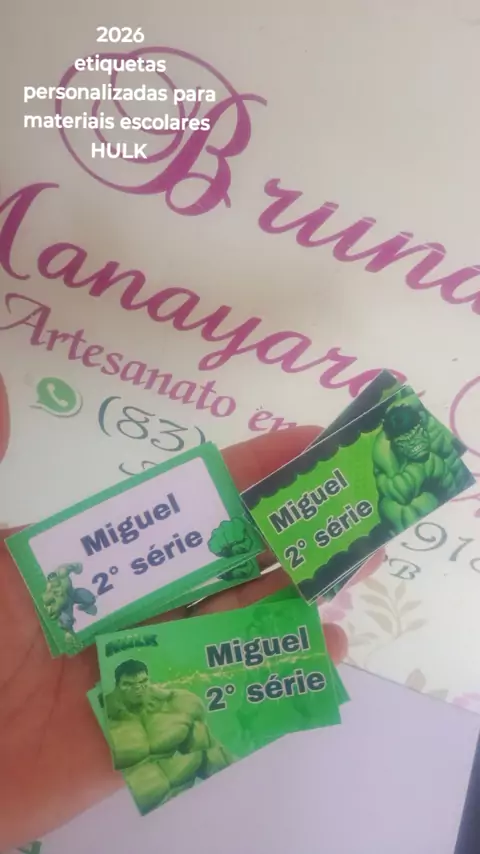 2026
etiquetas
personalizadas para
materiais escolares
HULK
Bruna
Manayara
Artesanato em
(83)
Miguel
2° série
Miguel
2° série
HULK
Miguel
2° série